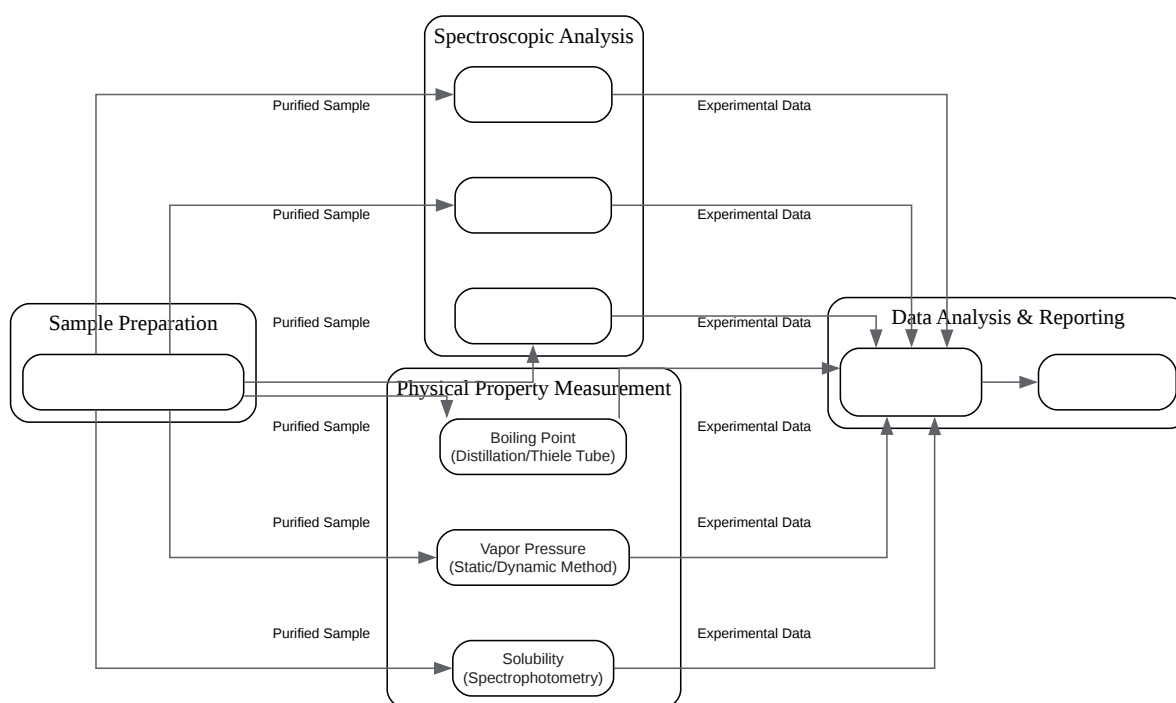 Spectroscopic Analysis
Purified Sample
Experimental Data
Purified Sample
Experimental Data
Sample Preparation
Purified Sample
Experimental Data
Data Analysis & Reporting
Physical Property Measurement
Purified Sample
Boiling Point
(Distillation/Thiele Tube)
Experimental Data
Purified Sample
Vapor Pressure
(Static/Dynamic Method)
Experimental Data
Purified Sample
Solubility
(Spectrophotometry)
Experimental Data